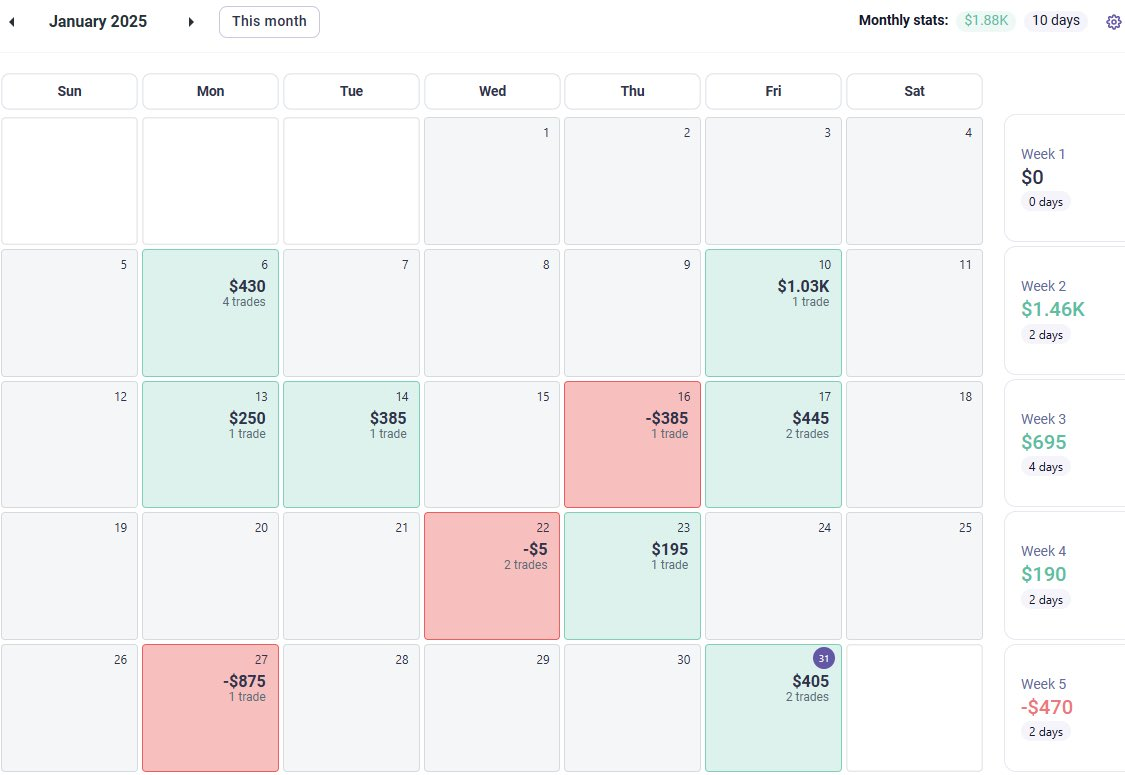 January 2025
This month
Monthly stats: $1.88K 10 days
Sun Mon Tue Wed Thu Fri Sat
1 2 3 4
Week 1
$0
0 days
5 6 7 8 9 10 11
$430 $1.03K
4 trades 1 trade
Week 2
$1.46K
2 days
12 13 14 15 16 17 18
$250 $385 -$385 $445
1 trade 1 trade 1 trade 2 trades
Week 3
$695
4 days
19 20 21 22 23 24 25
-$5 $195
2 trades 1 trade
Week 4
$190
2 days
26 27 28 29 30 31
-$875 $405
1 trade 2 trades
Week 5
-$470
2 days